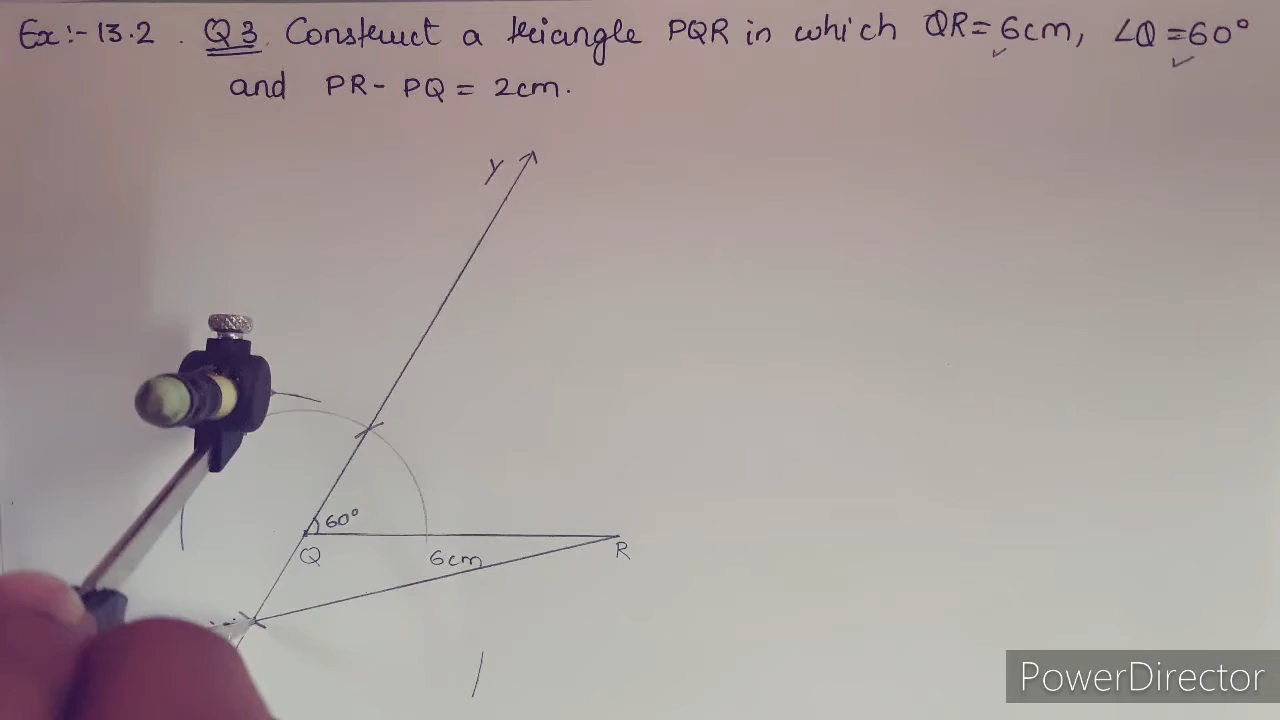 Ex:- 13.2 . Q3. Construct a triangle PQR in which QR = 6cm, ∠Q = 60°
and PR - PQ = 2cm.
Y
60°
Q 6cm R
PowerDirector